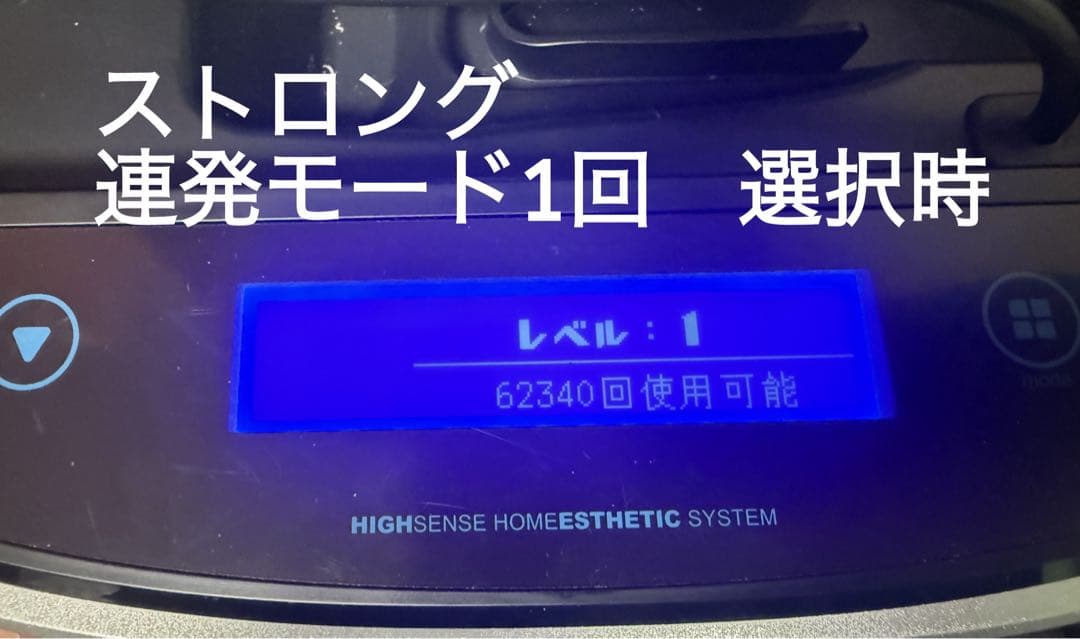 ストロング
連発モード1回　選択時
レベル：1
62340回使用可能
HIGHSENSE HOMEESTHETIC SYSTEM